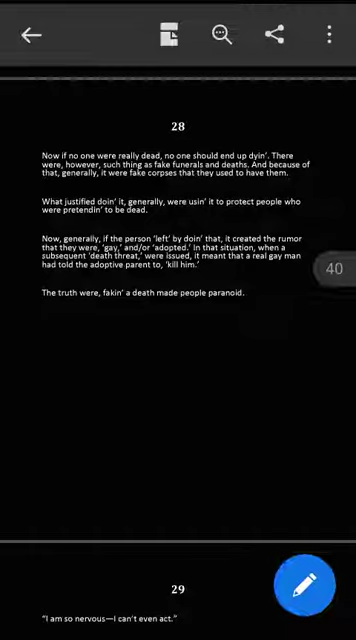 28
Now if no one were really dead, no one should end up dyin’. There
were, however, such thing as fake funerals and deaths. And because of
that, generally, it were fake corpses that they used to have them.
What justified doin’ it, generally, were usin’ it to protect people who
were pretendin’ to be dead.
Now, generally, if the person ‘left’ by doin’ that, it created the rumor
that they were, ‘gay,’ and/or ‘adopted.’ In that situation, when a
subsequent ‘death threat,’ were issued, it meant that a real gay man
had told the adoptive parent to, ‘kill him.’
40
The truth were, fakin’ a death made people paranoid.
29
“I am so nervous—I can’t even act.”